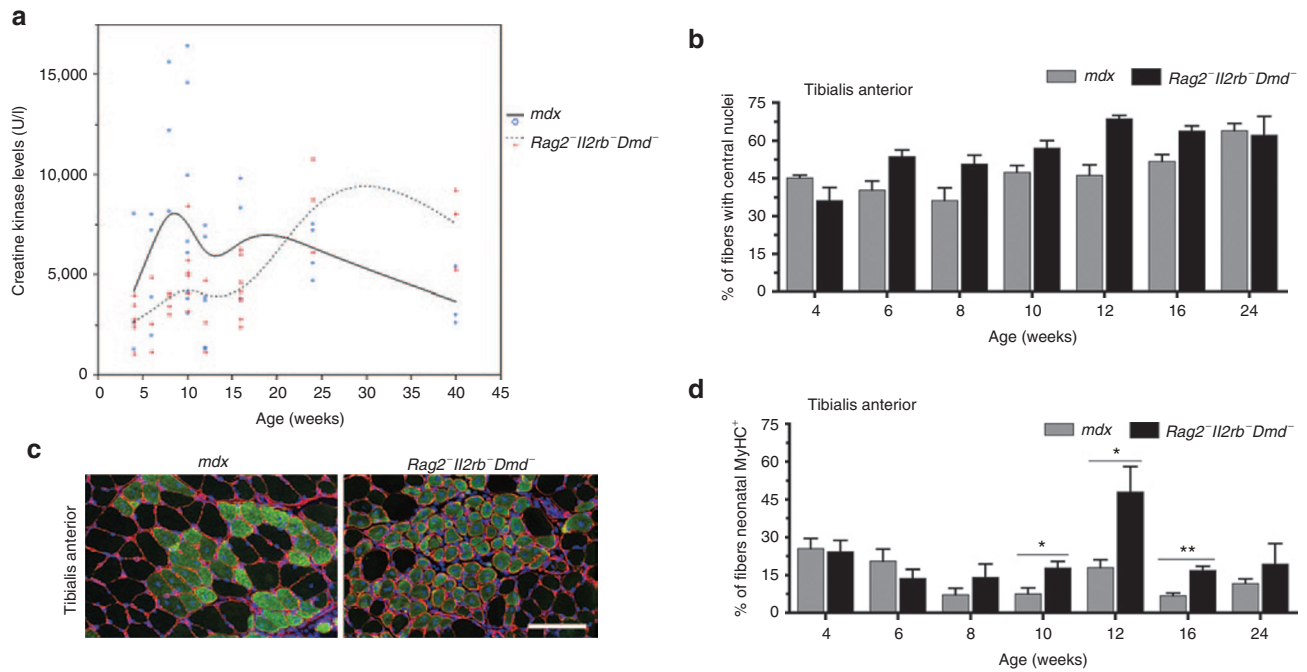 a
Creatine kinase levels (U/l)
15,000
10,000
5,000
0
0 5 10 15 20 25 30 35 40 45
Age (weeks)
mdx
Rag2⁻Il2rb⁻Dmd⁻
b
mdx Rag2⁻Il2rb⁻Dmd⁻
Tibialis anterior
% of fibers with central nuclei
75
60
45
30
15
0
4 6 8 10 12 16 24
Age (weeks)
c
mdx Rag2⁻Il2rb⁻Dmd⁻
Tibialis anterior
d
Tibialis anterior
mdx Rag2⁻Il2rb⁻Dmd⁻
% of fibers neonatal MyHC⁺
75
60
45
30
15
0
* * **
4 6 8 10 12 16 24
Age (weeks)